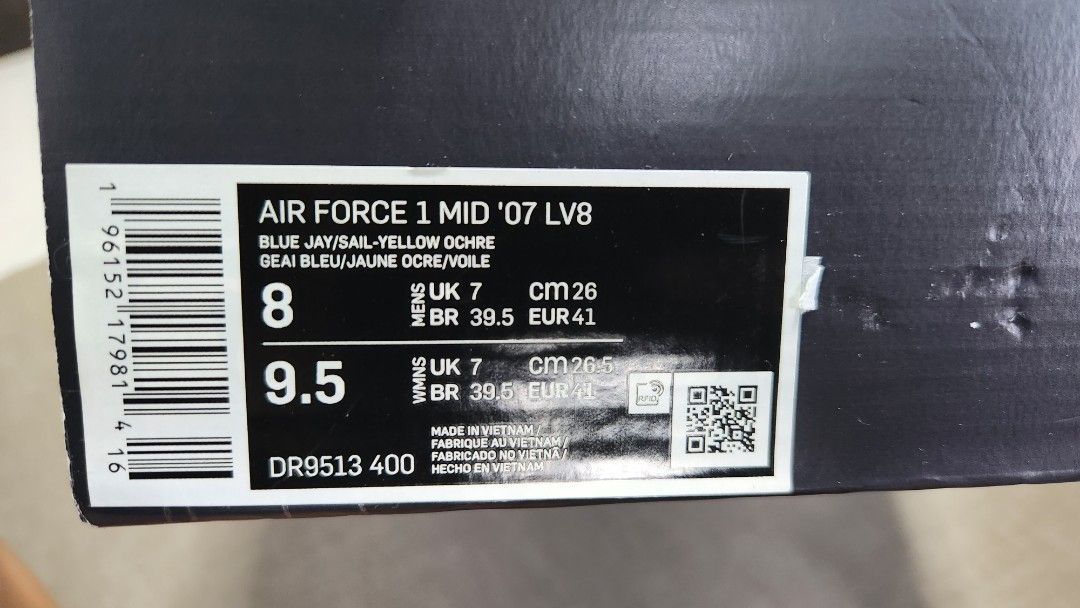 AIR FORCE 1 MID '07 LV8
BLUE JAY/SAIL-YELLOW OCHRE
GEAI BLEU/JAUNE OCRE/VOILE
8 MENS UK 7 CM 26
BR 39.5 EUR 41
9.5 WMNS UK 7 CM 26.5
BR 39.5 EUR 41
RFID
MADE IN VIETNAM /
FABRIQUE AU VIETNAM /
FABRICADO NO VIETNÃ /
HECHO EN VIETNAM
DR9513 400
1 96152 17981 4 16